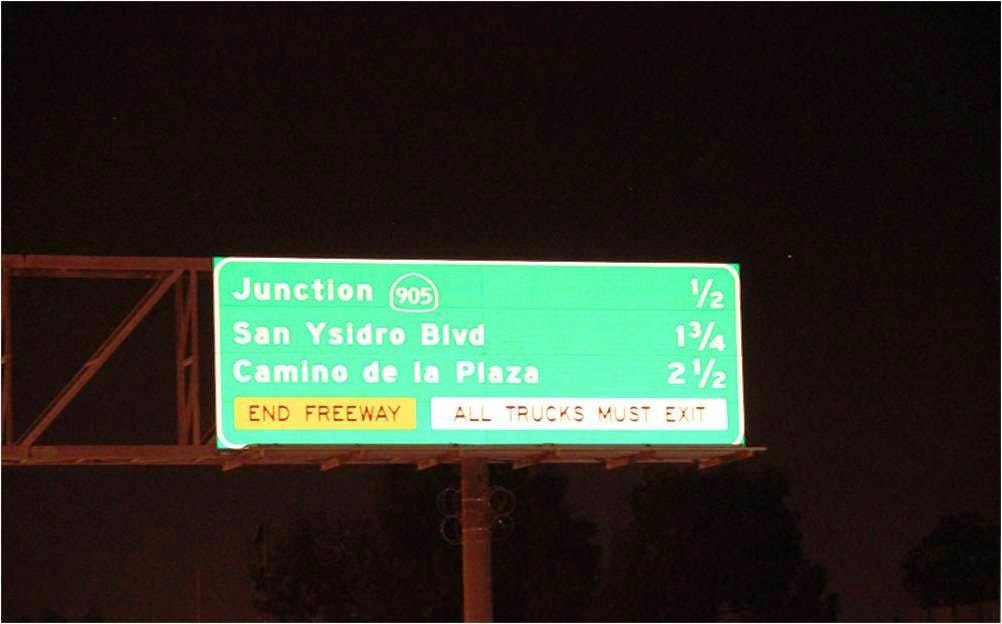 Junction 905 1/2
San Ysidro Blvd 1 3/4
Camino de la Plaza 2 1/2
END FREEWAY ALL TRUCKS MUST EXIT